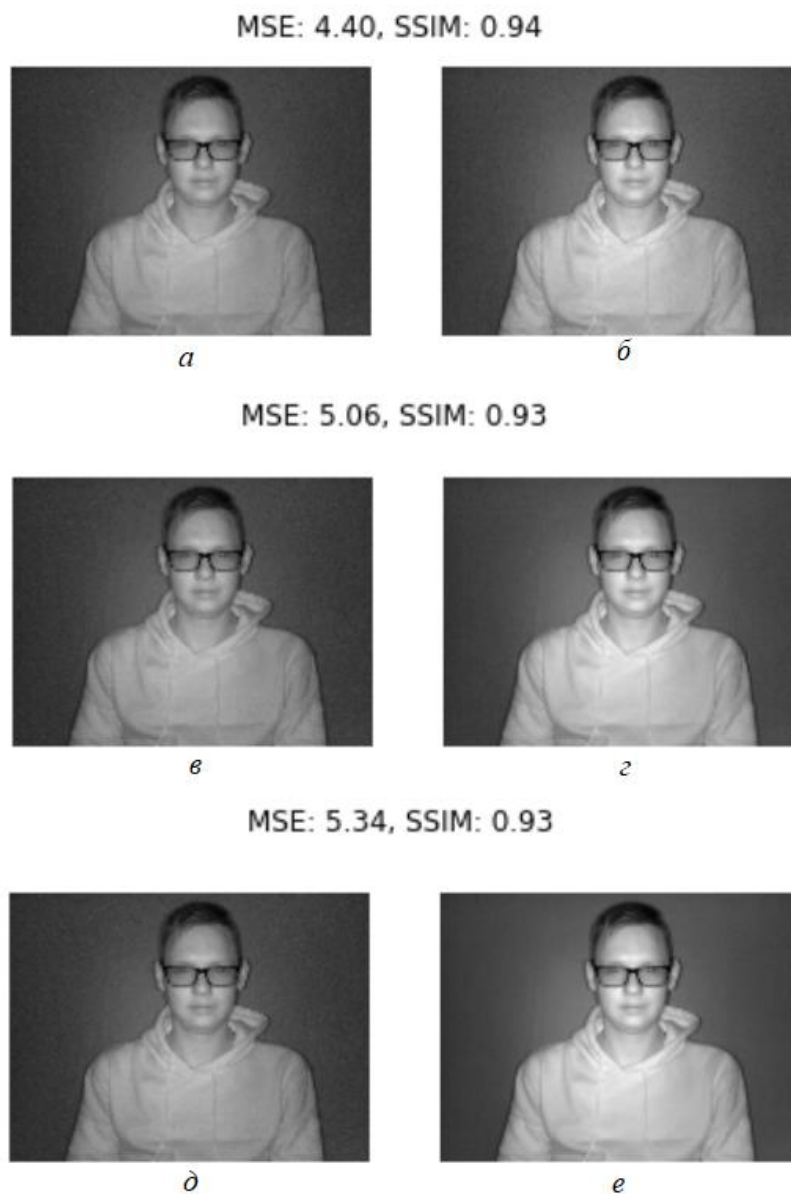 MSE: 4.40, SSIM: 0.94
а б
MSE: 5.06, SSIM: 0.93
в г
MSE: 5.34, SSIM: 0.93
д е